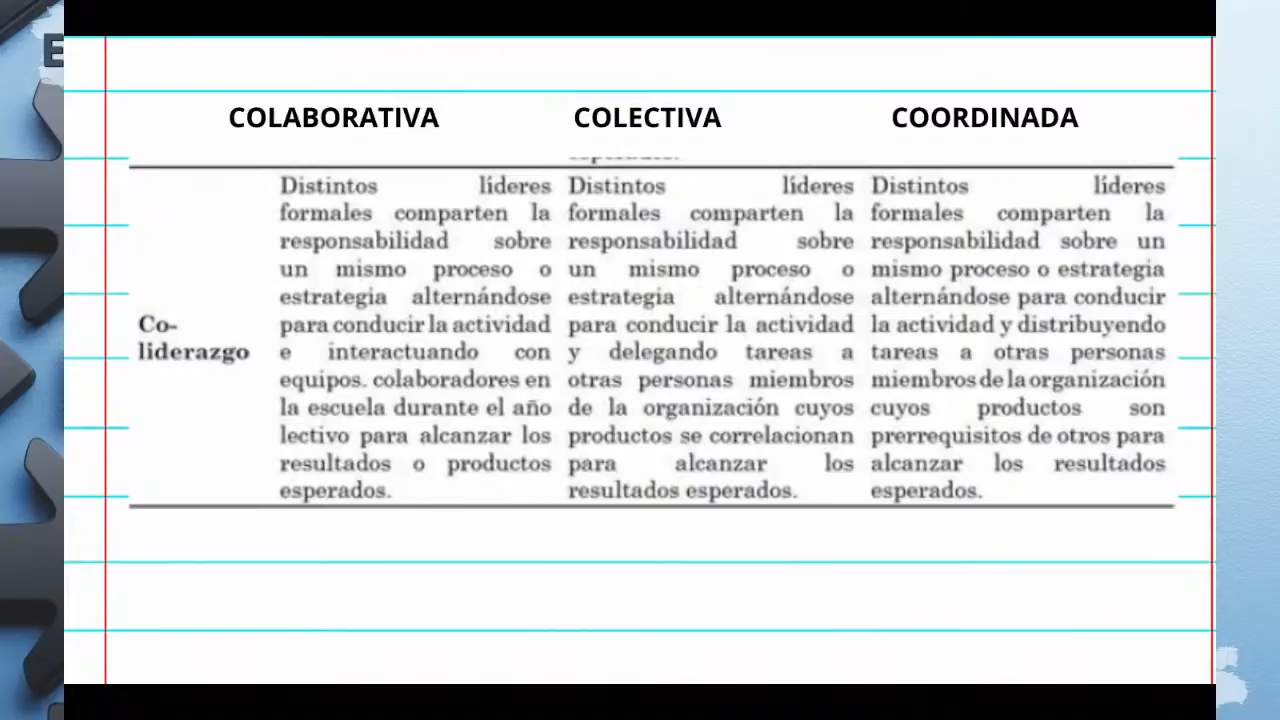 E
COLABORATIVA COLECTIVA COORDINADA
Co-
liderazgo
Distintos líderes
formales comparten la
responsabilidad sobre
un mismo proceso o
estrategia alternándose
para conducir la actividad
e interactuando con
equipos. colaboradores en
la escuela durante el año
lectivo para alcanzar los
resultados o productos
esperados.
Distintos líderes
formales comparten la
responsabilidad sobre
un mismo proceso o
estrategia alternándose
para conducir la actividad
y delegando tareas a
otras personas miembros
de la organización cuyos
productos se correlacionan
para alcanzar los
resultados esperados.
Distintos líderes
formales comparten la
responsabilidad sobre un
mismo proceso o estrategia
alternándose para conducir
la actividad y distribuyendo
tareas a otras personas
miembros de la organización
cuyos productos son
prerrequisitos de otros para
alcanzar los resultados
esperados.